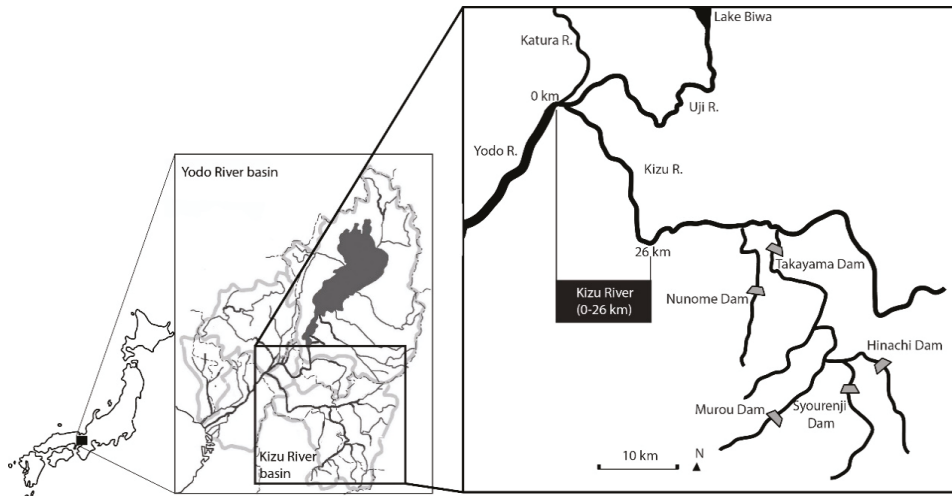 Yodo River basin
Kizu River
basin
Lake Biwa
Katura R.
0 km
Uji R.
Yodo R.
Kizu R.
26 km
Takayama Dam
Kizu River
(0-26 km)
Nunome Dam
Hinachi Dam
Murou Dam
Syourenji
Dam
10 km
N